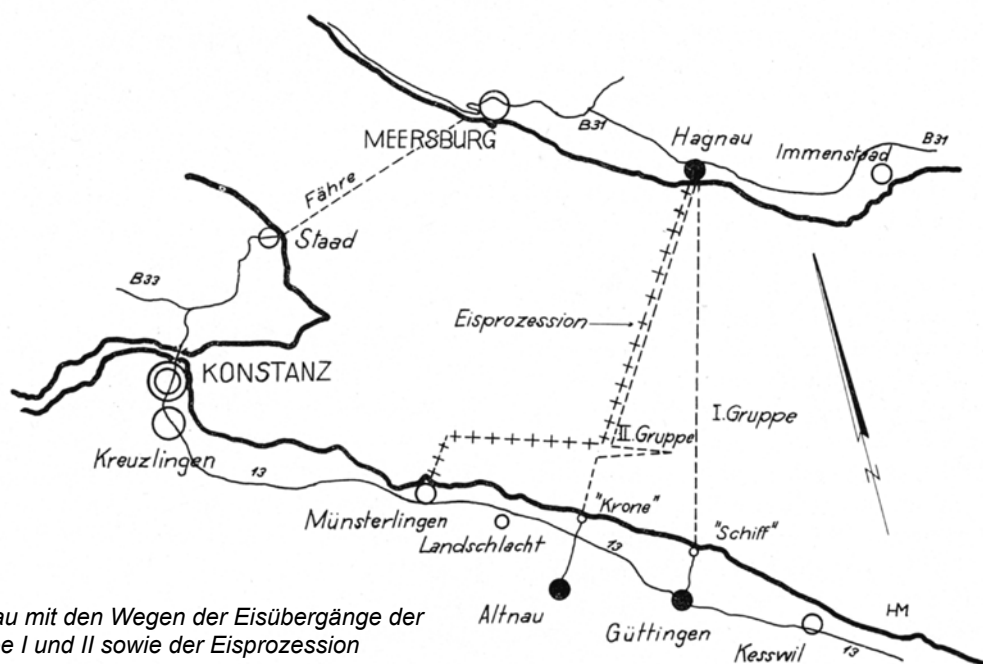 MEERSBURG
B31
Hagnau
Immenstaad
B31
Fähre
Staad
B33
Eisprozession
KONSTANZ
I.Gruppe
II.Gruppe
Kreuzlingen
13
"Krone"
N
Münsterlingen
"Schiff"
Landschlacht
13
Altnau
Güttingen
HM
Kesswil
13
au mit den Wegen der Eisübergänge der
e I und II sowie der Eisprozession